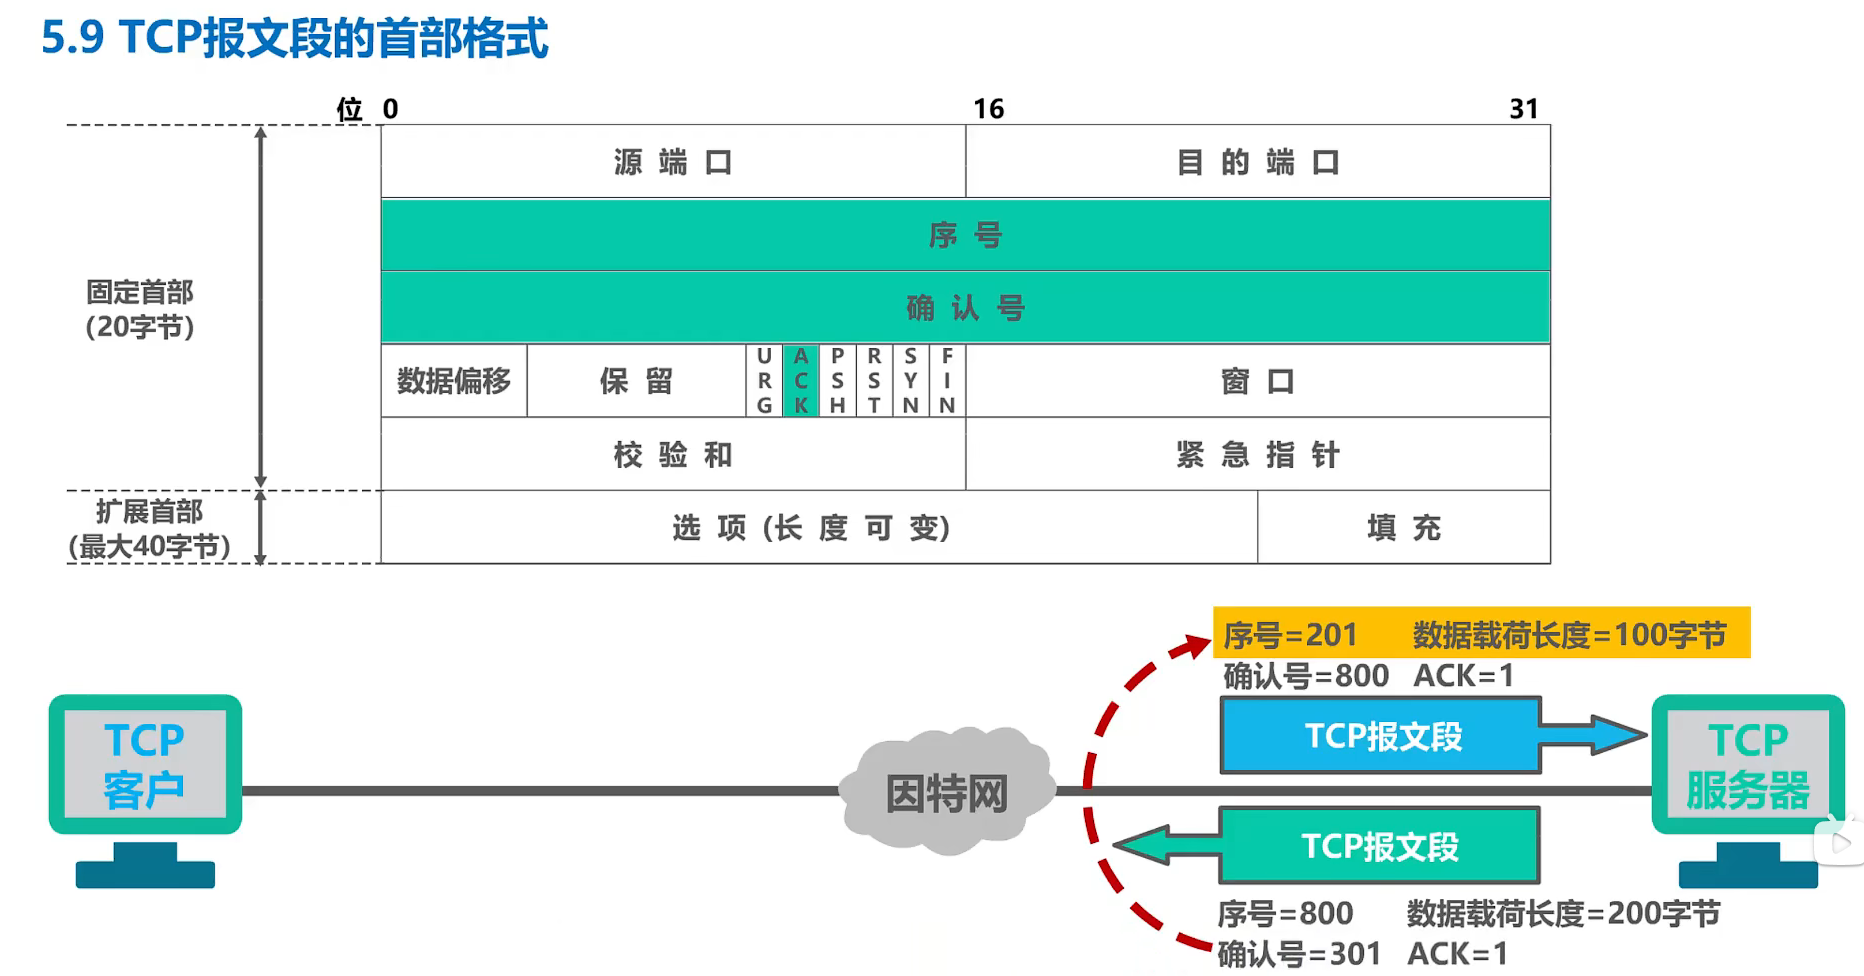 5.9 TCP报文段的首部格式
位 0 16 31
源 端 口 目 的 端 口
序 号
固定首部
(20字节)
确 认 号
数据偏移 保 留 URG ACK PSH RST SYN FIN 窗 口
校 验 和 紧 急 指 针
扩展首部
(最大40字节)
选 项 (长 度 可 变) 填 充
序号=201 数据载荷长度=100字节
确认号=800 ACK=1
TCP报文段
TCP
客户
因特网
TCP
服务器
TCP报文段
序号=800 数据载荷长度=200字节
确认号=301 ACK=1